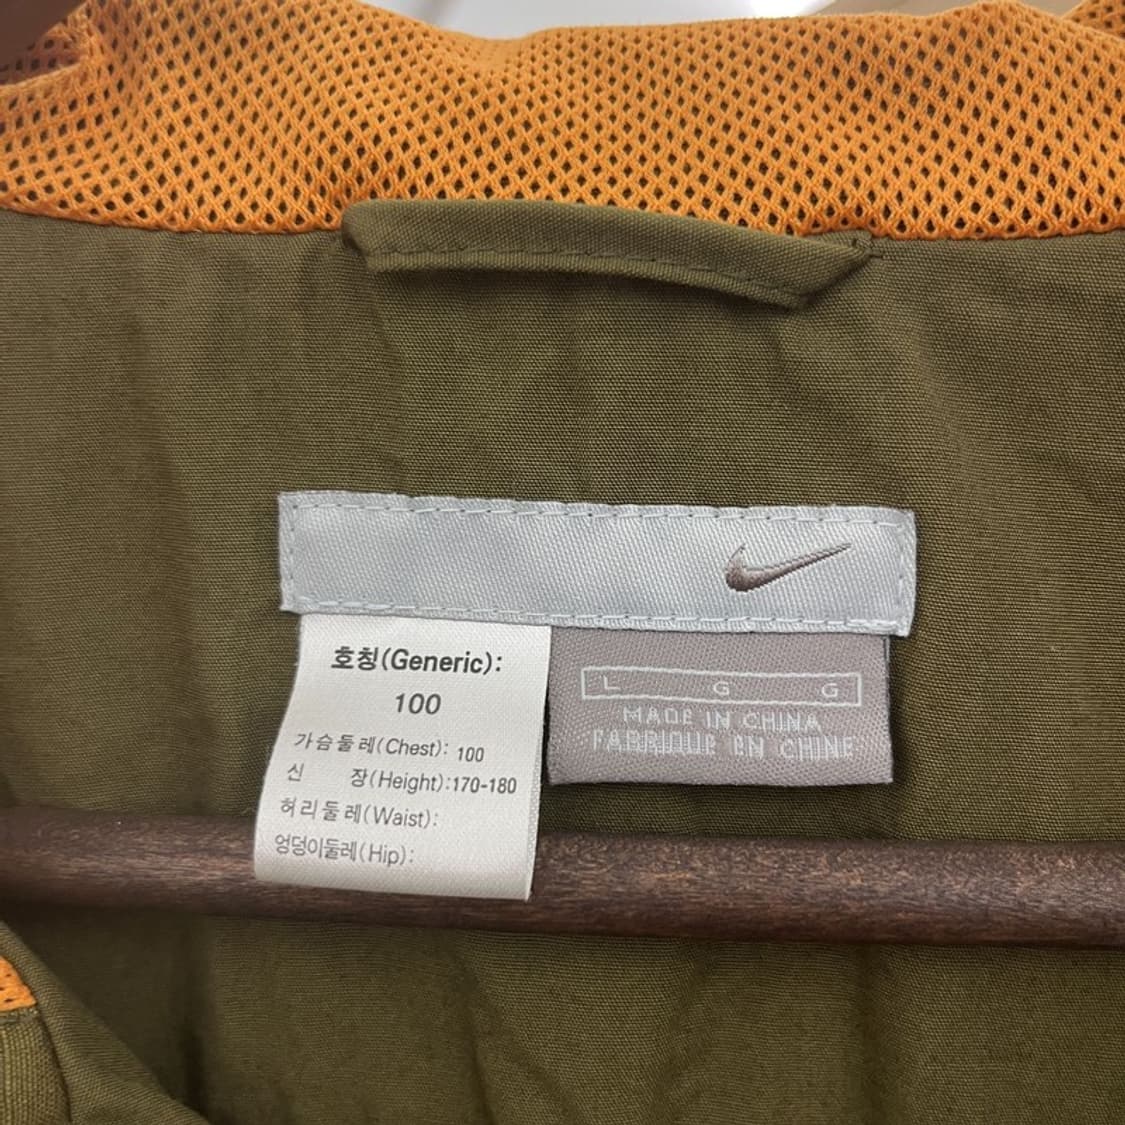 호칭(Generic):
100
가슴둘레(Chest): 100
신 장(Height):170-180
허리둘레(Waist):
엉덩이둘레(Hip):
L G G
MADE IN CHINA
FABRIQUE EN CHINE